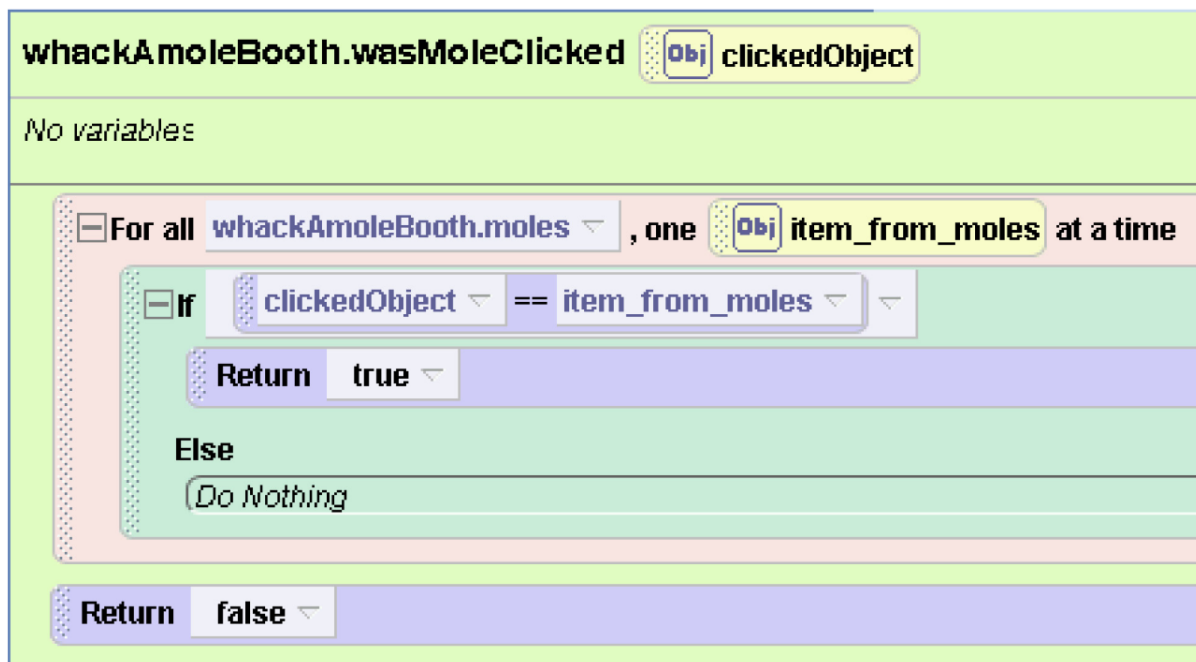 whackAmoleBooth.wasMoleClicked Obj clickedObject
No variables
For all whackAmoleBooth.moles , one Obj item_from_moles at a time
If clickedObject == item_from_moles
Return true
Else
Do Nothing
Return false